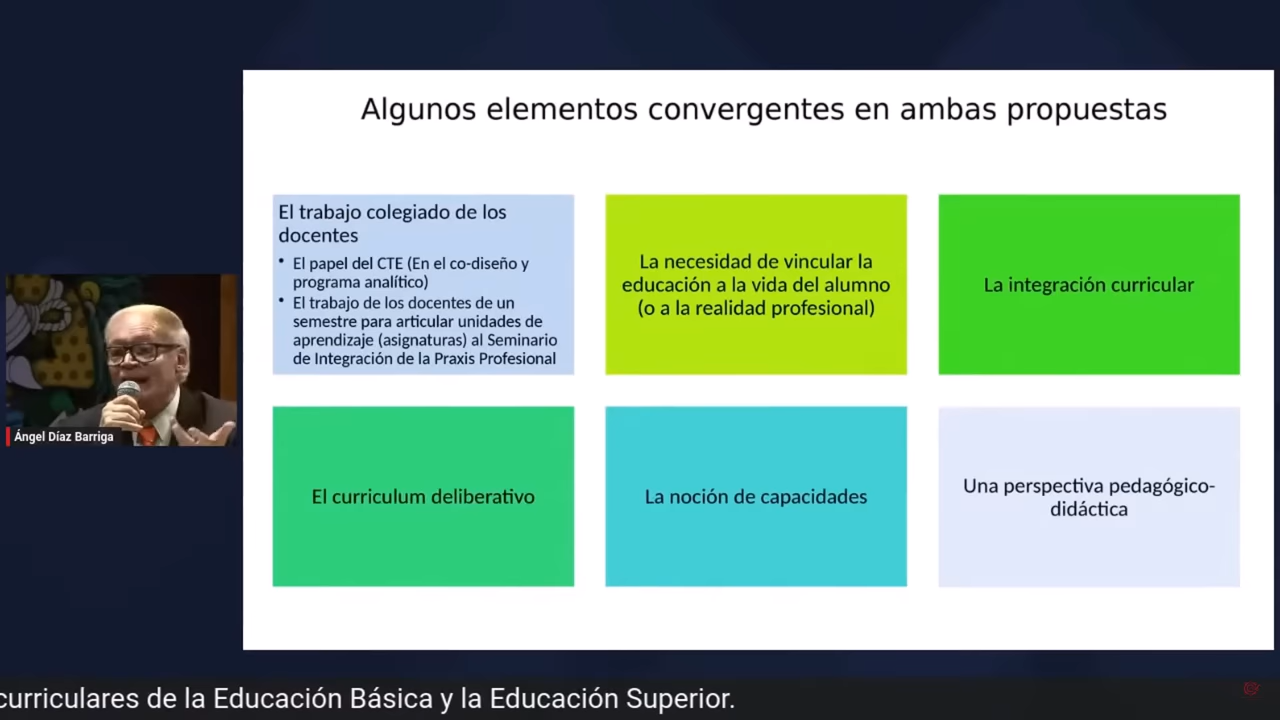 Algunos elementos convergentes en ambas propuestas
El trabajo colegiado de los
docentes
• El papel del CTE (En el co-diseño y
programa analítico)
• El trabajo de los docentes de un
semestre para articular unidades de
aprendizaje (asignaturas) al Seminario
de Integración de la Praxis Profesional
La necesidad de vincular la
educación a la vida del alumno
(o a la realidad profesional)
La integración curricular
El curriculum deliberativo
La noción de capacidades
Una perspectiva pedagógico-
didáctica
Ángel Díaz Barriga
curriculares de la Educación Básica y la Educación Superior.